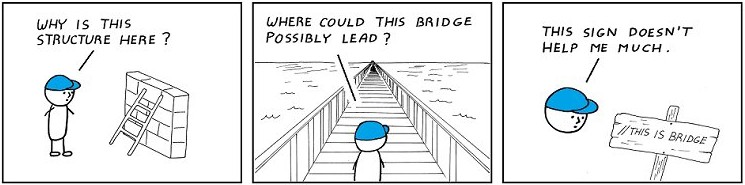 WHY IS THIS
STRUCTURE HERE?
WHERE COULD THIS BRIDGE
POSSIBLY LEAD?
THIS SIGN DOESN'T
HELP ME MUCH.
//THIS IS BRIDGE